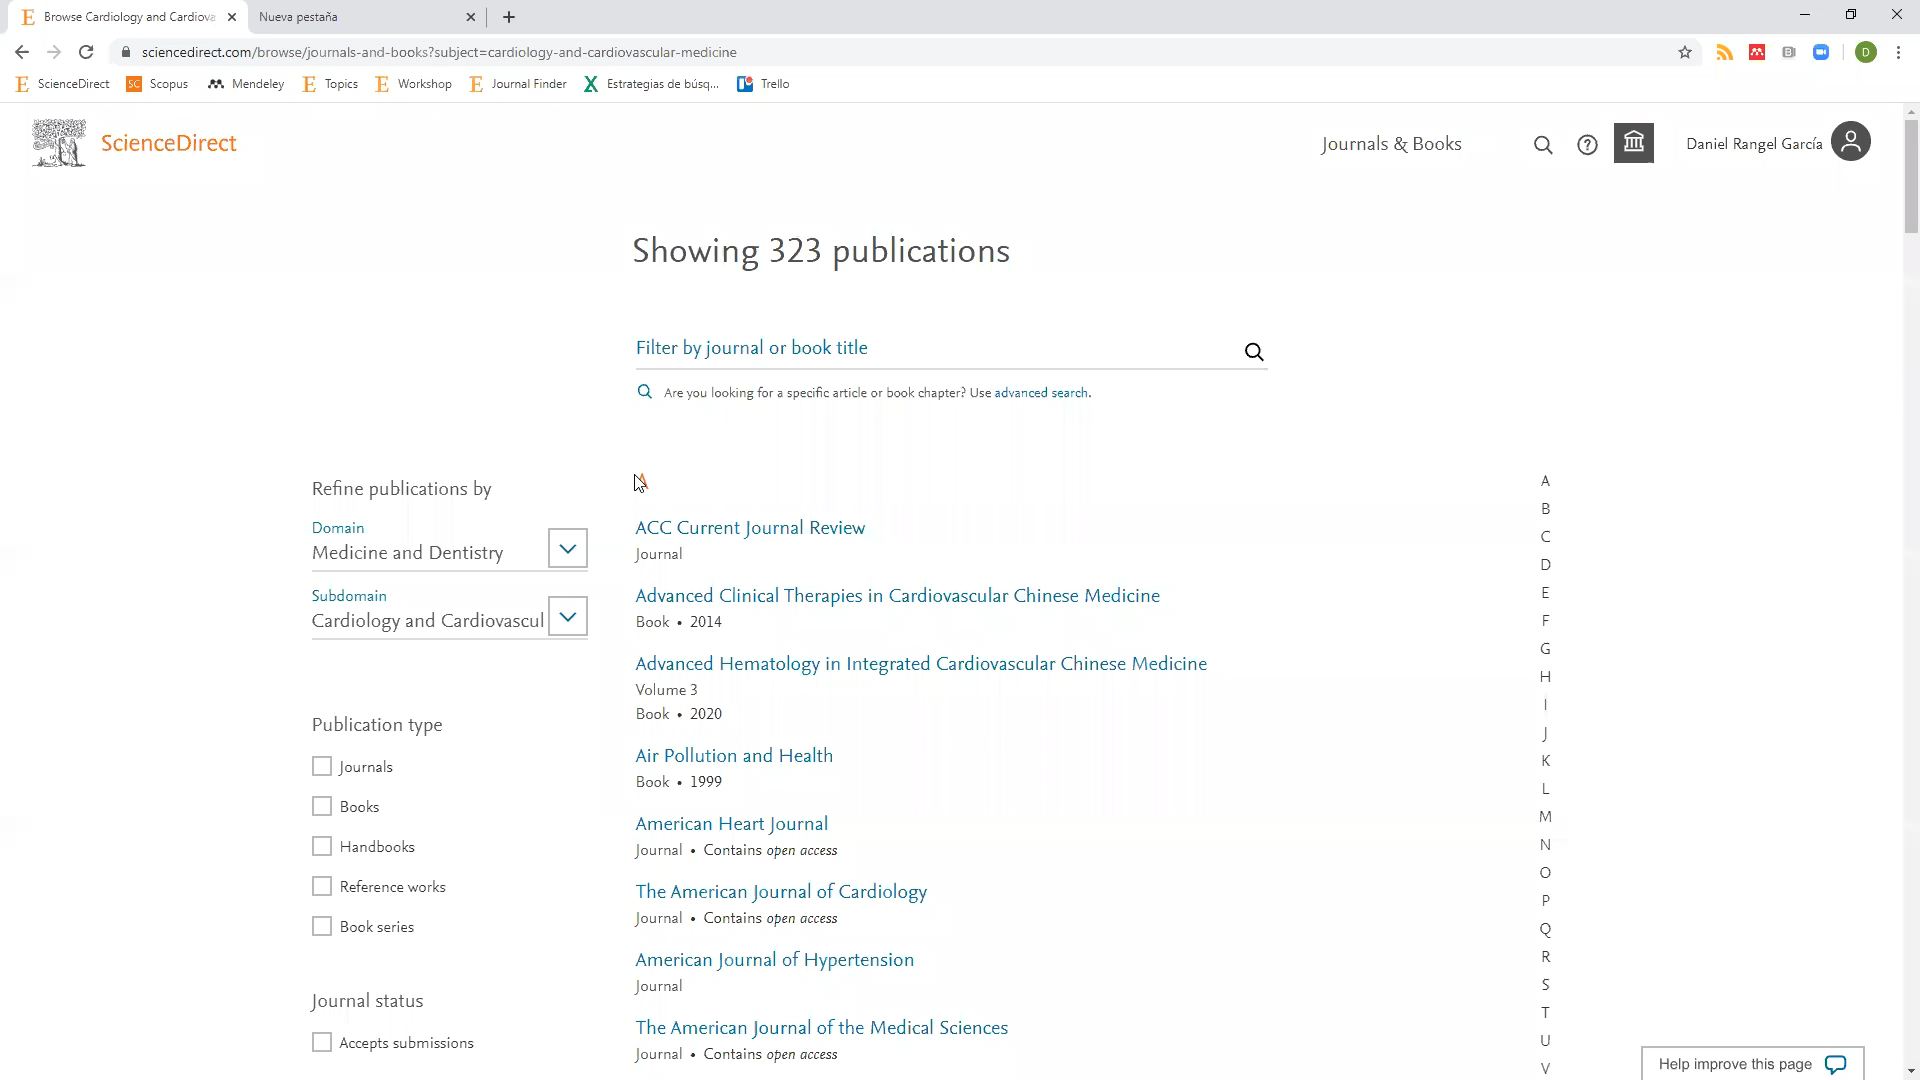 Browse Cardiology and Cardiova
Nueva pestaña
sciencedirect.com/browse/journals-and-books?subject=cardiology-and-cardiovascular-medicine
D
ScienceDirect
SC Scopus
Mendeley
Topics
Workshop
Journal Finder
Estrategias de búsq...
Trello
ScienceDirect
Journals & Books
Daniel Rangel García
Showing 323 publications
Filter by journal or book title
Are you looking for a specific article or book chapter? Use advanced search.
Refine publications by
Domain
Medicine and Dentistry
Subdomain
Cardiology and Cardiovascul
Publication type
Journals
Books
Handbooks
Reference works
Book series
Journal status
Accepts submissions
A
ACC Current Journal Review
Journal
Advanced Clinical Therapies in Cardiovascular Chinese Medicine
Book • 2014
Advanced Hematology in Integrated Cardiovascular Chinese Medicine
Volume 3
Book • 2020
Air Pollution and Health
Book • 1999
American Heart Journal
Journal • Contains open access
The American Journal of Cardiology
Journal • Contains open access
American Journal of Hypertension
Journal
The American Journal of the Medical Sciences
Journal • Contains open access
A
B
C
D
E
F
G
H
I
J
K
L
M
N
O
P
Q
R
S
T
U
V
Help improve this page